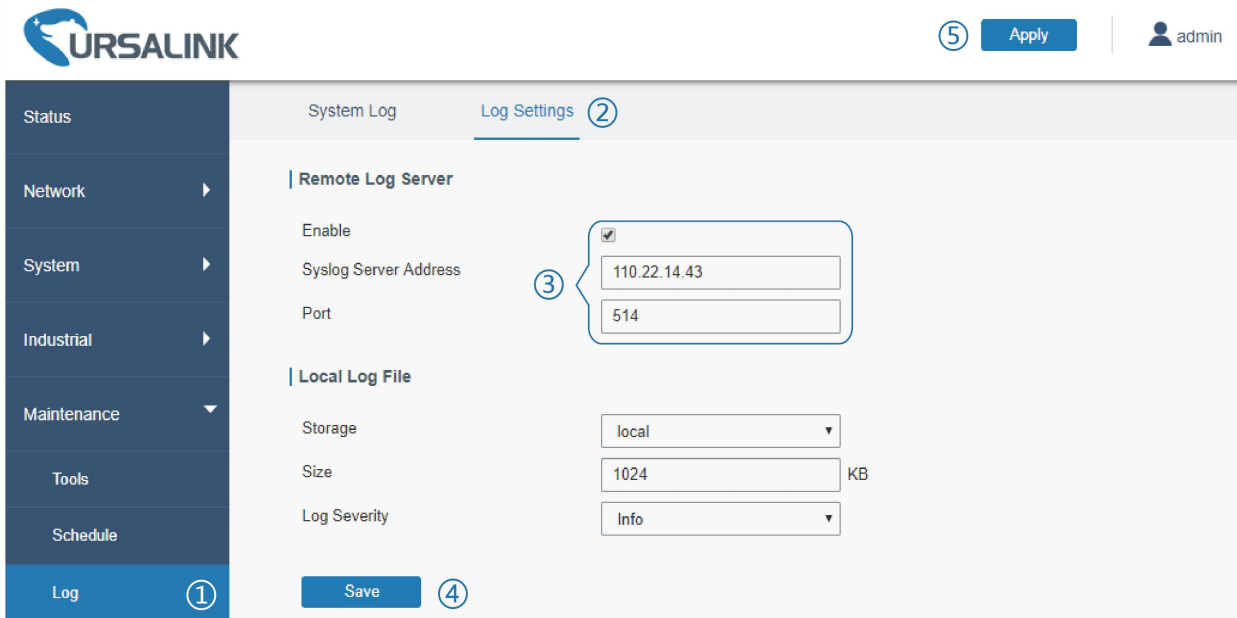 URSALINK
⑤ Apply admin
Status
System Log Log Settings ②
Remote Log Server
Network
Enable
System
Syslog Server Address 110.22.14.43
③
Port 514
Industrial
Local Log File
Maintenance
Storage local
Tools
Size 1024 KB
Log Severity Info
Schedule
Log ①
Save ④